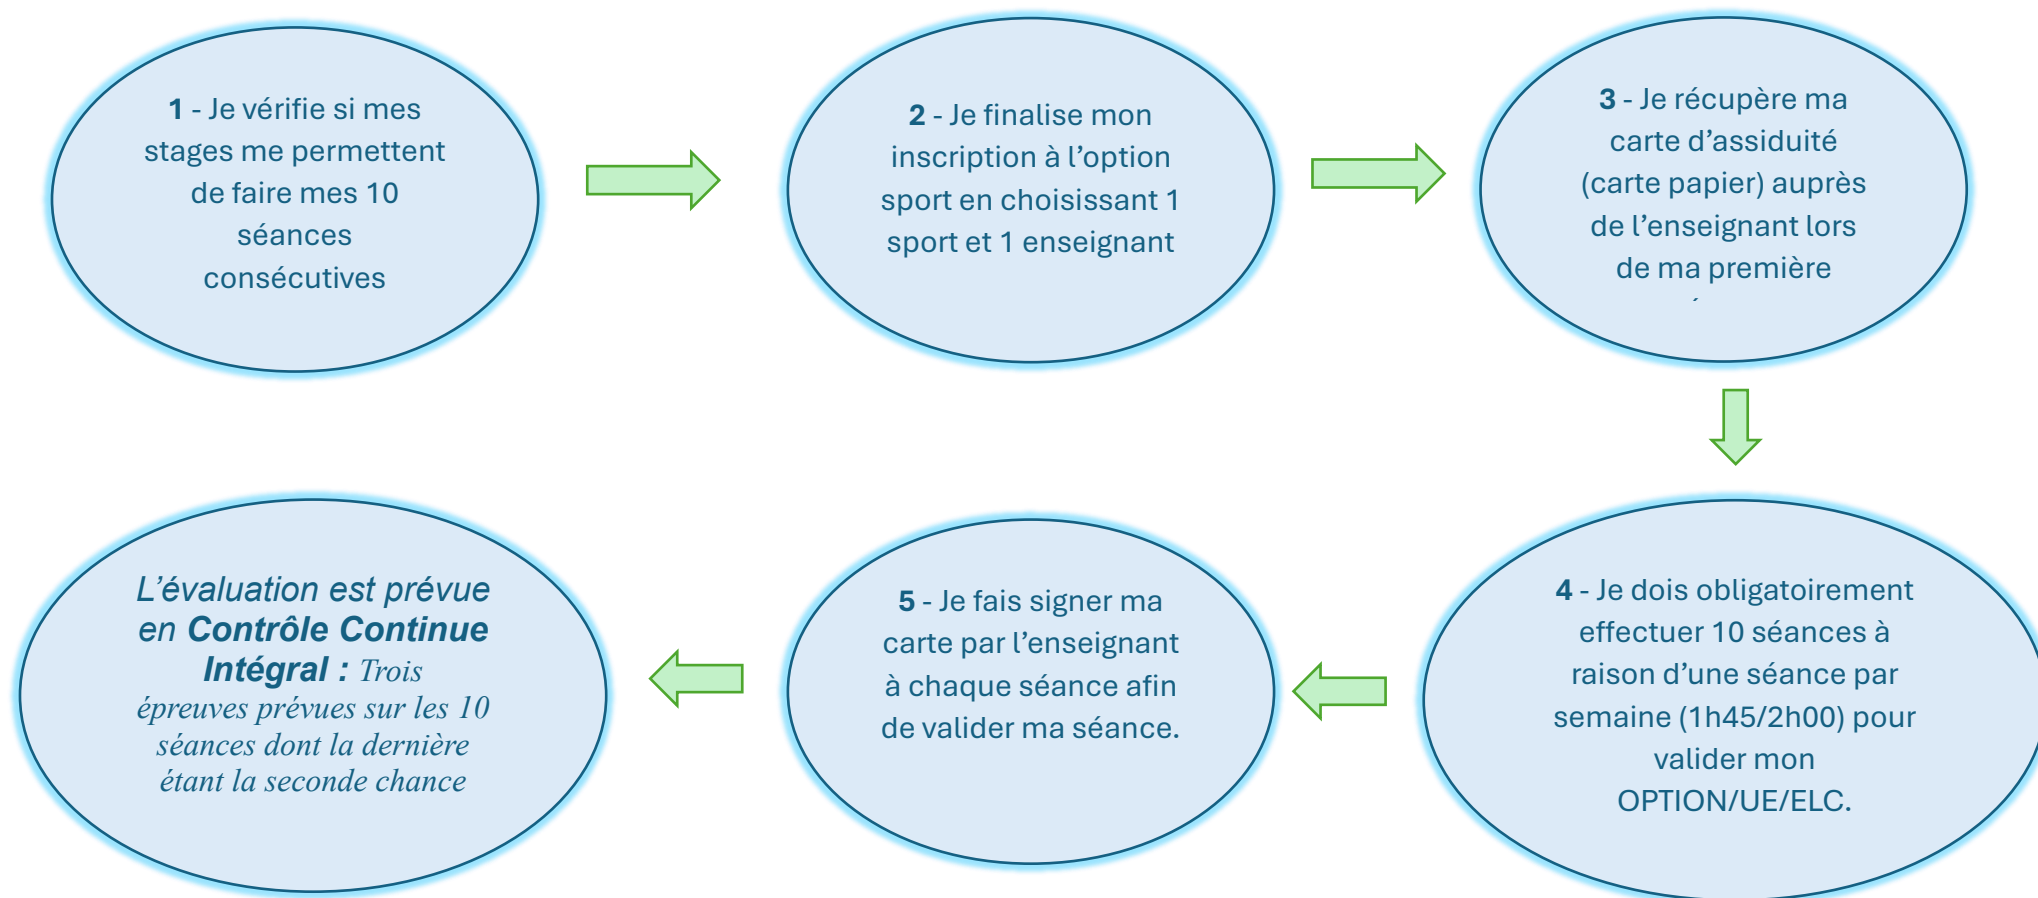 1 - Je vérifie si mes
stages me permettent
de faire mes 10
séances
consécutives
2 - Je finalise mon
inscription à l’option
sport en choisissant 1
sport et 1 enseignant
3 - Je récupère ma
carte d’assiduité
(carte papier) auprès
de l’enseignant lors
de ma première
4 - Je dois obligatoirement
effectuer 10 séances à
raison d’une séance par
semaine (1h45/2h00) pour
valider mon
OPTION/UE/ELC.
5 - Je fais signer ma
carte par l’enseignant
à chaque séance afin
de valider ma séance.
L’évaluation est prévue
en Contrôle Continue
Intégral : Trois
épreuves prévues sur les 10
séances dont la dernière
étant la seconde chance